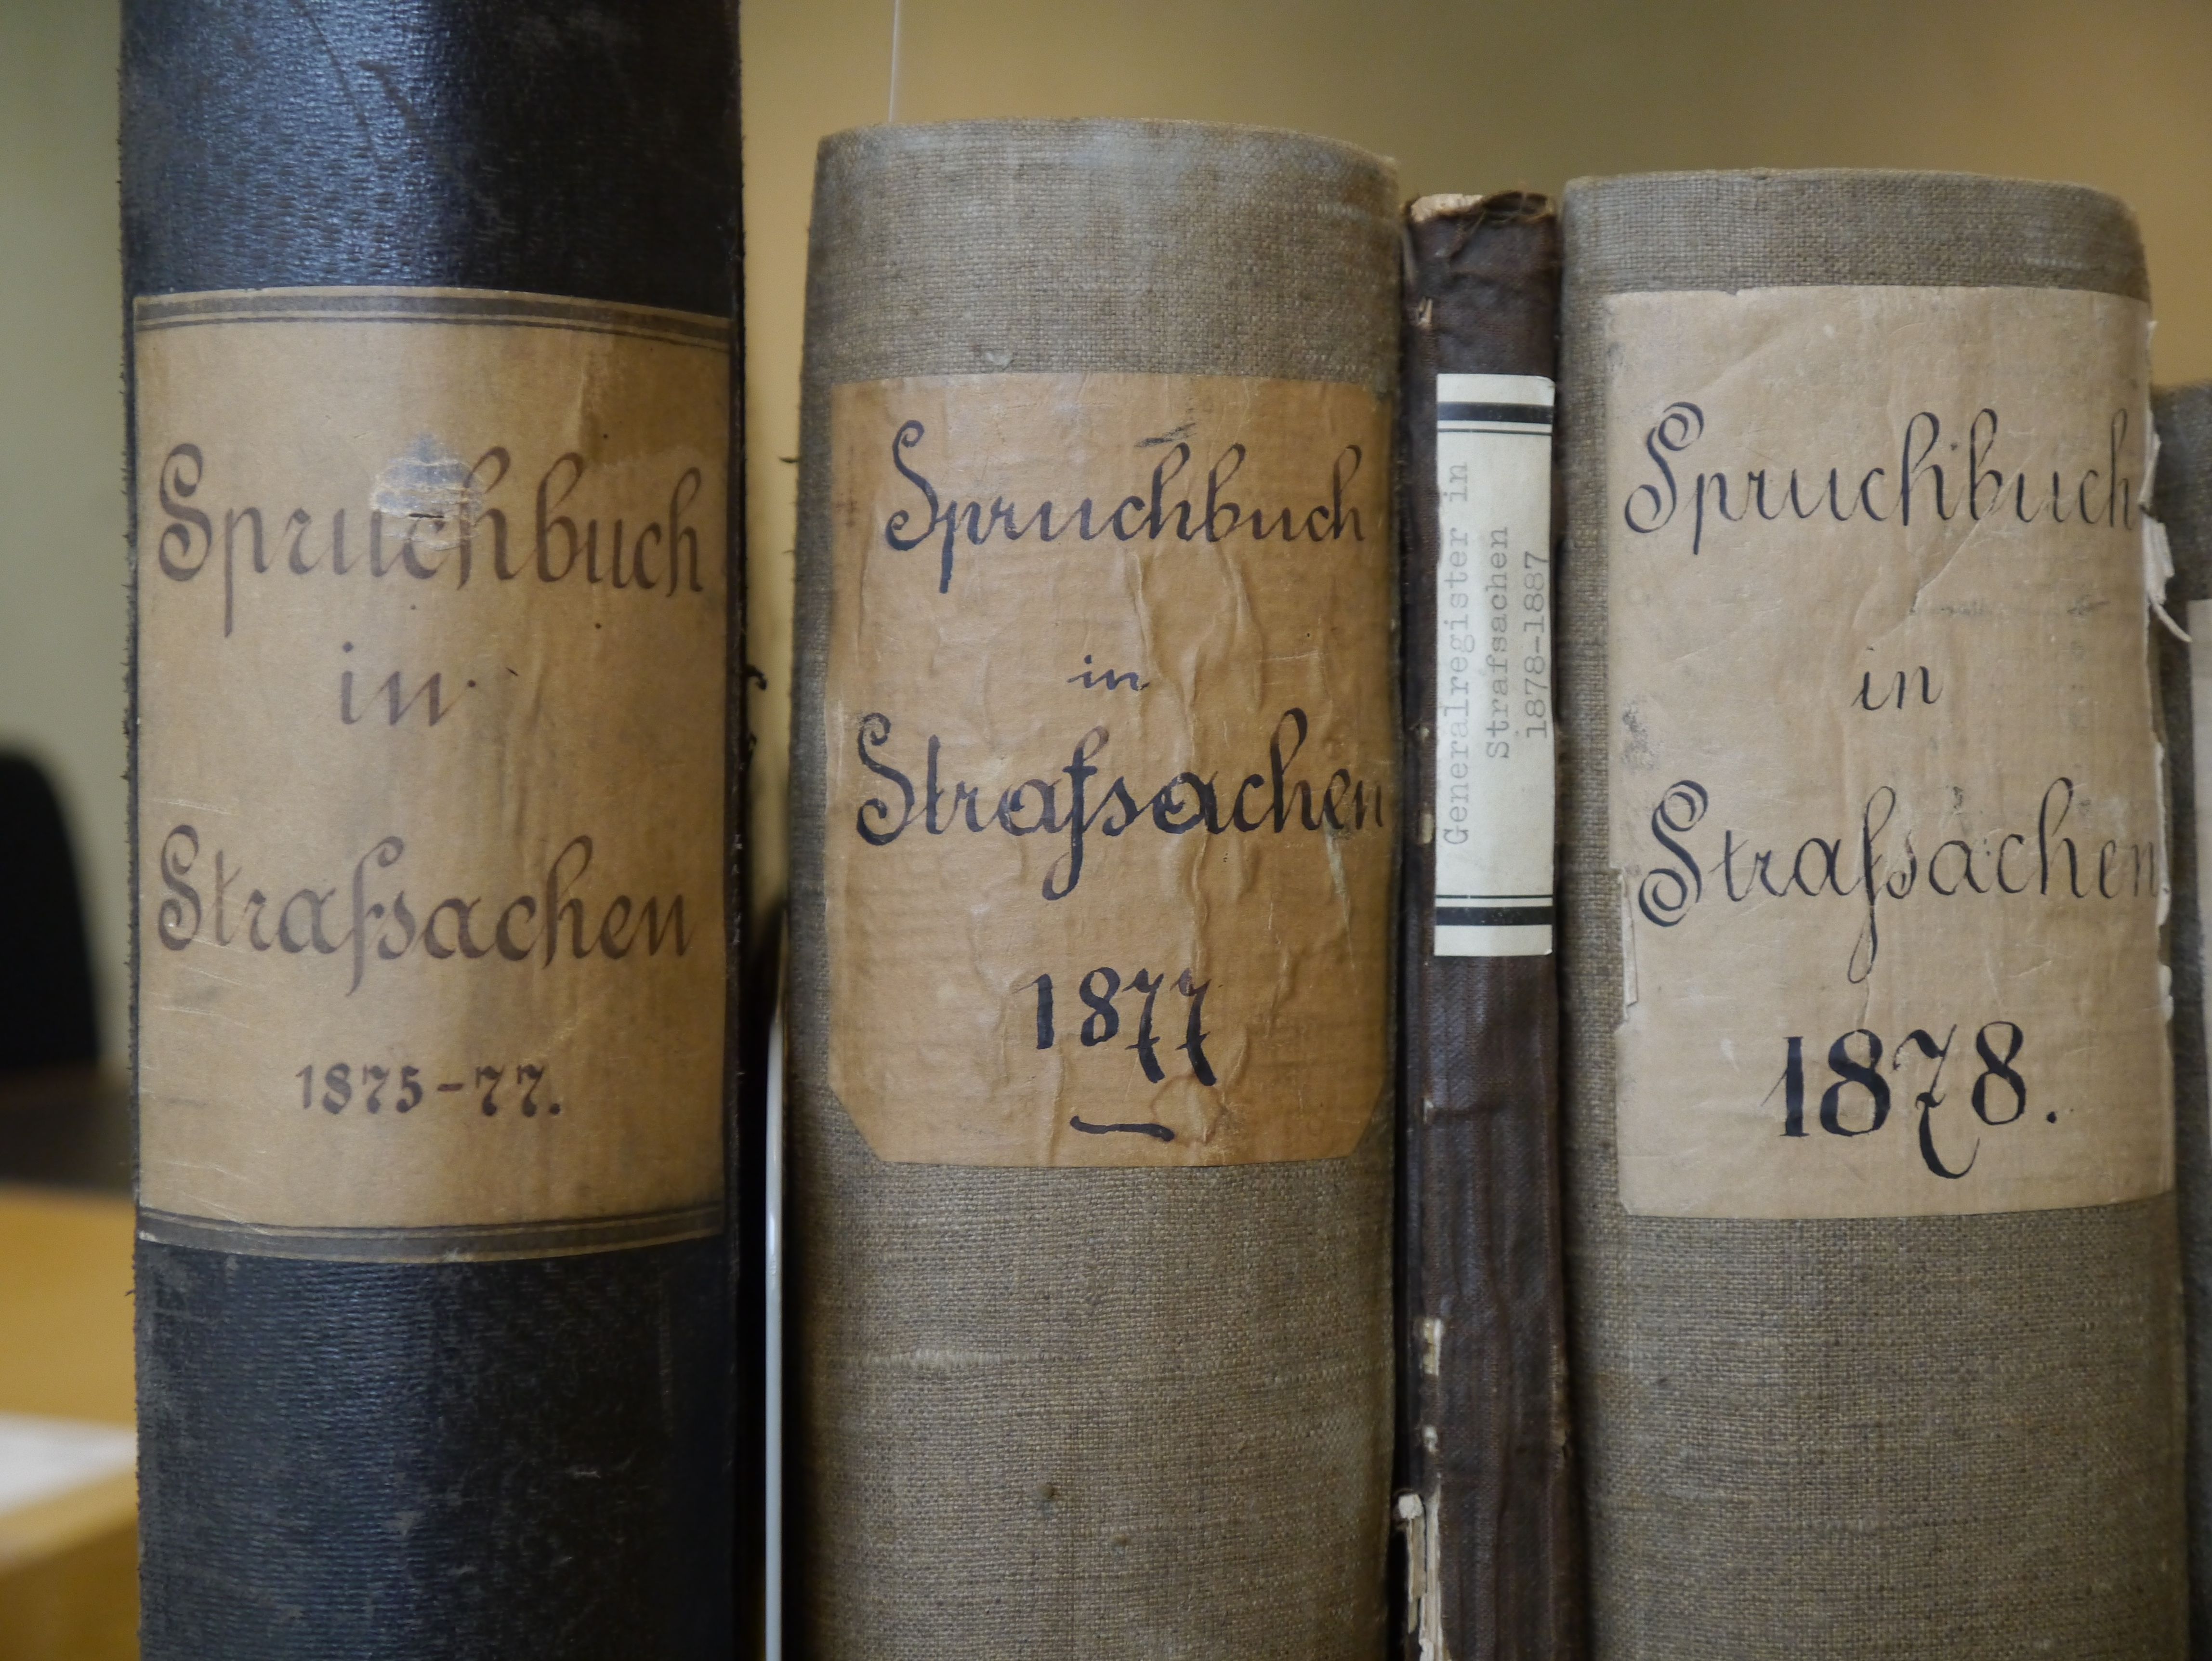 Spruchbuch
in
Strafsachen
1875-77.
Spruchbuch
in
Strafsachen
1877
Generalregister in
Strafsachen
1878-1887
Spruchbuch
in
Strafsachen
1878.